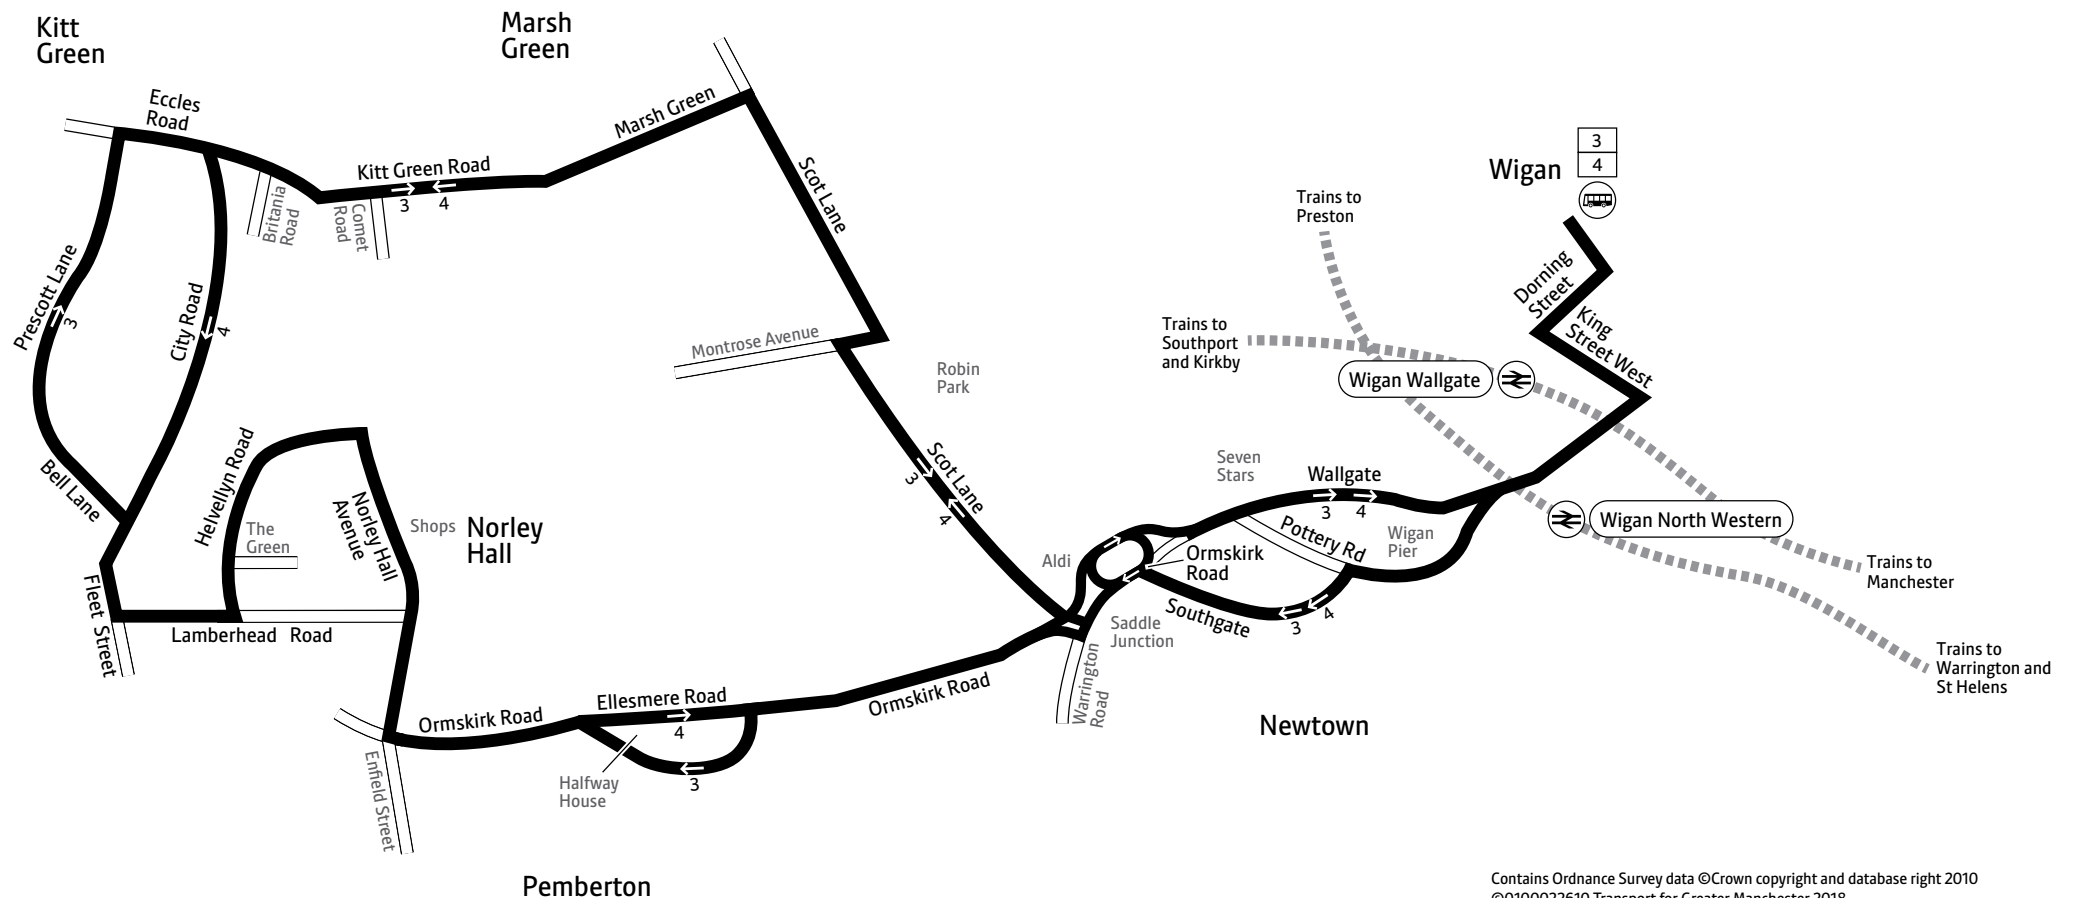 Kitt
Green
Marsh
Green
Eccles
Road
Marsh Green
Kitt Green Road
3
4
Britania
Road
Comet
Road
Scot Lane
Prescott Lane
3
City Road
4
Bell Lane
Montrose Avenue
Robin
Park
Wigan
3
4
Trains to
Preston
Dorning
Street
King
Street West
Trains to
Southport
and Kirkby
Wigan Wallgate
Helvellyn Road
Norley Hall
Avenue
The
Green
Shops
Norley
Hall
Scot Lane
3
4
Seven
Stars
Wallgate
3
4
Pottery Rd
Wigan
Pier
Wigan North Western
Aldi
Ormskirk
Road
Trains to
Manchester
Fleet Street
Lamberhead Road
Southgate
3
4
Saddle
Junction
Warrington
Road
Trains to
Warrington and
St Helens
Ellesmere Road
4
Ormskirk Road
Ormskirk Road
Newtown
Enfield Street
Halfway
House
3
Pemberton
Contains Ordnance Survey data ©Crown copyright and database right 2010
©0100022610 Transport for Greater Manchester 2018